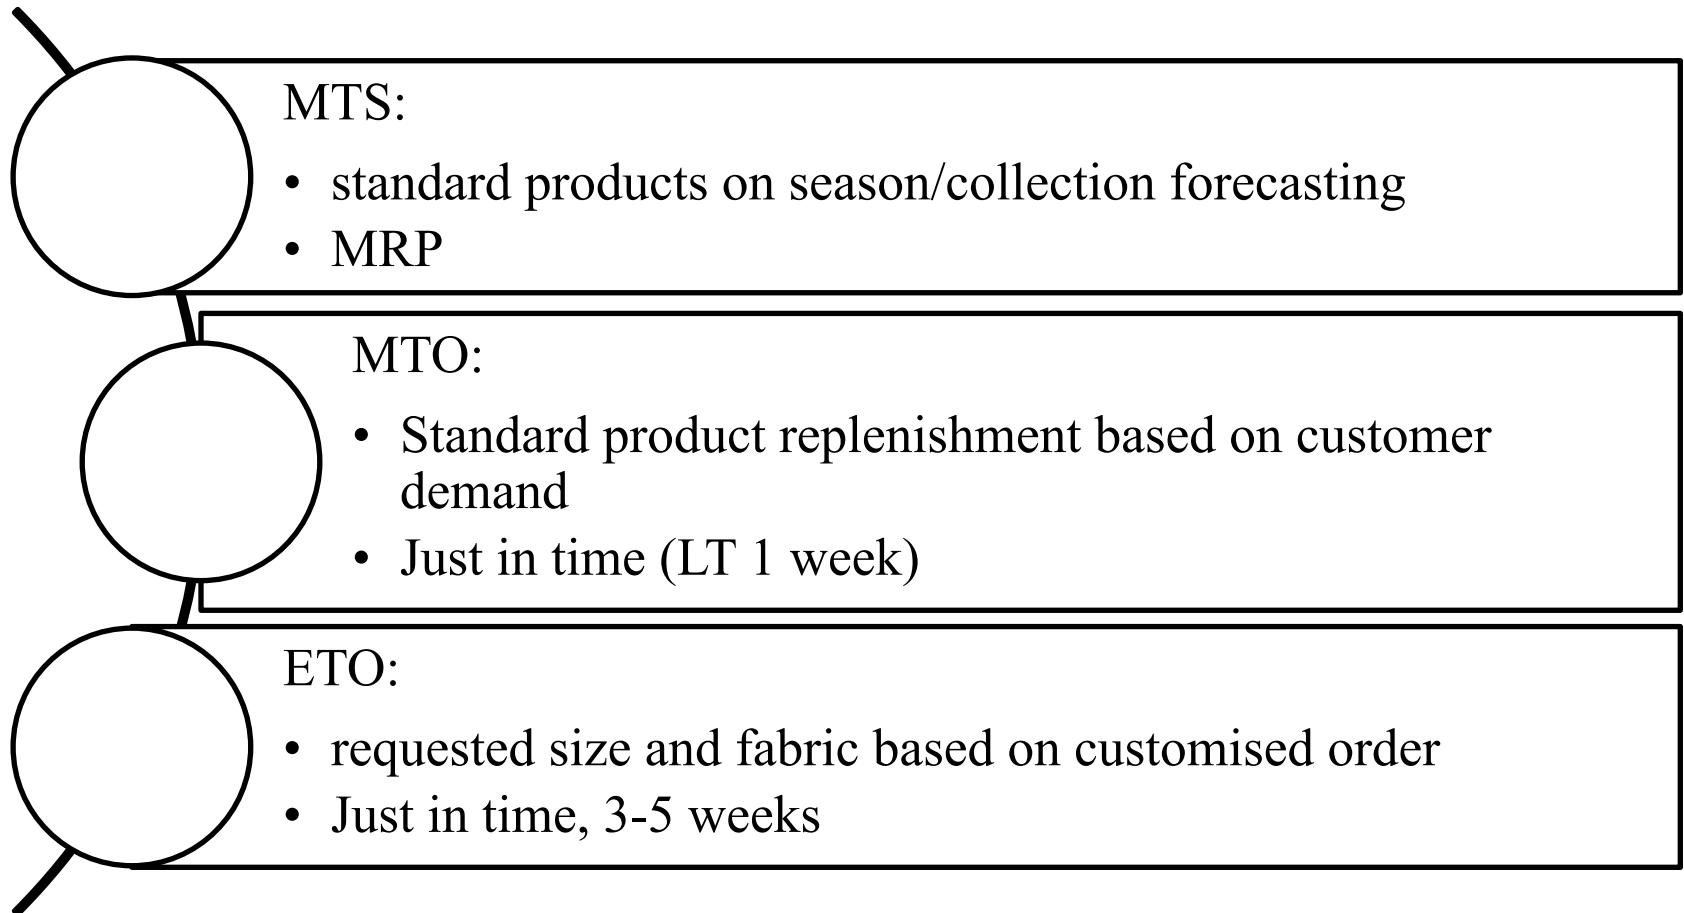 MTS:
• standard products on season/collection forecasting
• MRP
MTO:
• Standard product replenishment based on customer
demand
• Just in time (LT 1 week)
ETO:
• requested size and fabric based on customised order
• Just in time, 3-5 weeks